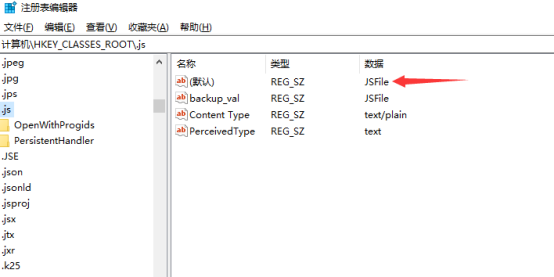 注册表编辑器
文件(F) 编辑(E) 查看(V) 收藏夹(A) 帮助(H)
计算机\HKEY_CLASSES_ROOT\.js
.jpeg
.jpg
.jps
.js
OpenWithProgids
PersistentHandler
.JSE
.json
.jsonld
.jsproj
.jsx
.jtx
.jxr
.k25
名称 类型 数据
(默认) REG_SZ JSFile
backup_val REG_SZ JSFile
Content Type REG_SZ text/plain
PerceivedType REG_SZ text